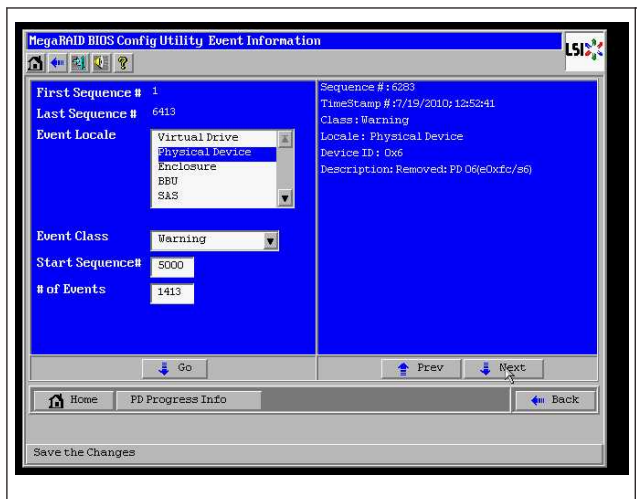 MegaRAID BIOS Config Utility Event Information
LSI
First Sequence # 1
Last Sequence # 6413
Event Locale
Virtual Drive
Physical Device
Enclosure
BBU
SAS
Event Class Warning
Start Sequence# 5000
# of Events 1413
Go
Sequence #:6283
TimeStamp #:7/19/2010; 12:52:41
Class: Warning
Locale: Physical Device
Device ID: 0x6
Description: Removed: PD 06(e0xfc/s6)
Prev Next
Home PD Progress Info Back
Save the Changes